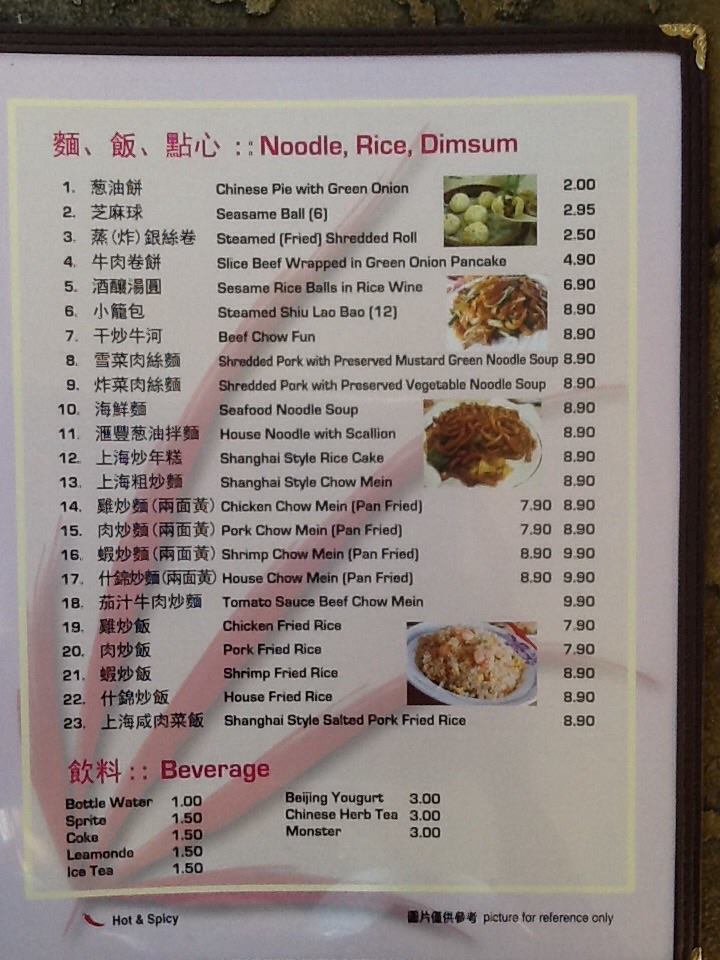 麵、飯、點心 :: Noodle, Rice, Dimsum
1. 葱油餅 Chinese Pie with Green Onion 2.00
2. 芝麻球 Seasame Ball (6) 2.95
3. 蒸(炸)銀絲卷 Steamed (Fried) Shredded Roll 2.50
4. 牛肉卷餅 Slice Beef Wrapped in Green Onion Pancake 4.90
5. 酒釀湯圓 Sesame Rice Balls in Rice Wine 6.90
6. 小籠包 Steamed Shiu Lao Bao (12) 8.90
7. 干炒牛河 Beef Chow Fun 8.90
8. 雪菜肉絲麵 Shredded Pork with Preserved Mustard Green Noodle Soup 8.90
9. 炸菜肉絲麵 Shredded Pork with Preserved Vegetable Noodle Soup 8.90
10. 海鮮麵 Seafood Noodle Soup 8.90
11. 滙豐葱油拌麵 House Noodle with Scallion 8.90
12. 上海炒年糕 Shanghai Style Rice Cake 8.90
13. 上海粗炒麵 Shanghai Style Chow Mein 8.90
14. 雞炒麵(兩面黃) Chicken Chow Mein (Pan Fried) 7.90 8.90
15. 肉炒麵(兩面黃) Pork Chow Mein (Pan Fried) 7.90 8.90
16. 蝦炒麵(兩面黃) Shrimp Chow Mein (Pan Fried) 8.90 9.90
17. 什錦炒麵(兩面黃) House Chow Mein (Pan Fried) 8.90 9.90
18. 茄汁牛肉炒麵 Tomato Sauce Beef Chow Mein 9.90
19. 雞炒飯 Chicken Fried Rice 7.90
20. 肉炒飯 Pork Fried Rice 7.90
21. 蝦炒飯 Shrimp Fried Rice 8.90
22. 什錦炒飯 House Fried Rice 8.90
23. 上海咸肉菜飯 Shanghai Style Salted Pork Fried Rice 8.90
飲料 :: Beverage
Bottle Water 1.00
Sprite 1.50
Coke 1.50
Leamonde 1.50
Ice Tea 1.50
Beijing Yougurt 3.00
Chinese Herb Tea 3.00
Monster 3.00
Hot & Spicy
圖片僅供參考 picture for reference only